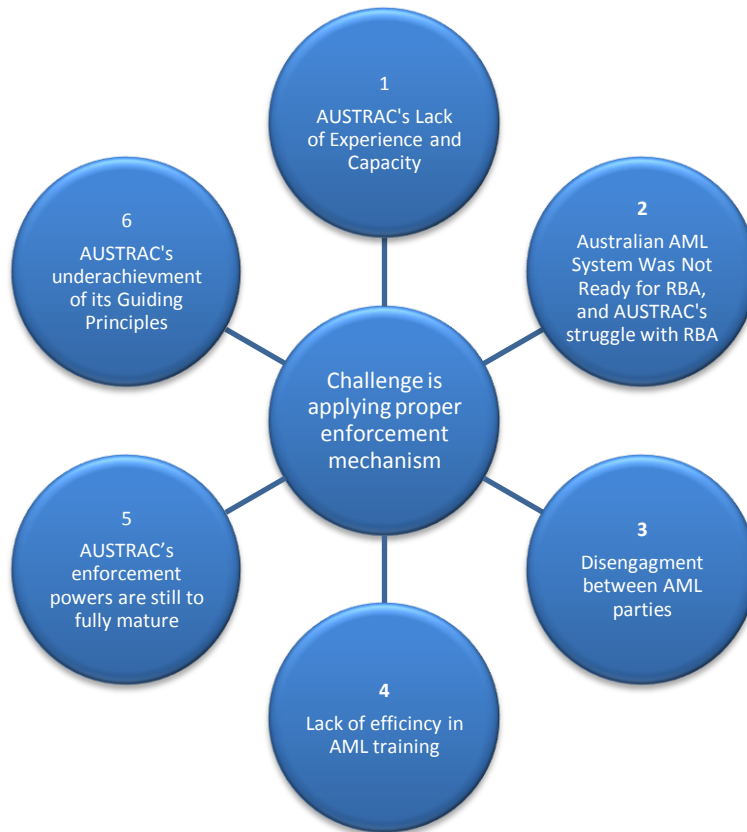 1
AUSTRAC's Lack
of Experience and
Capacity
2
Australian AML
System Was Not
Ready for RBA,
and AUSTRAC's
struggle with RBA
3
Disengagment
between AML
parties
4
Lack of efficincy in
AML training
5
AUSTRAC’s
enforcement
powers are still to
fully mature
6
AUSTRAC's
underachievment
of its Guiding
Principles
Challenge is
applying proper
enforcement
mechanism